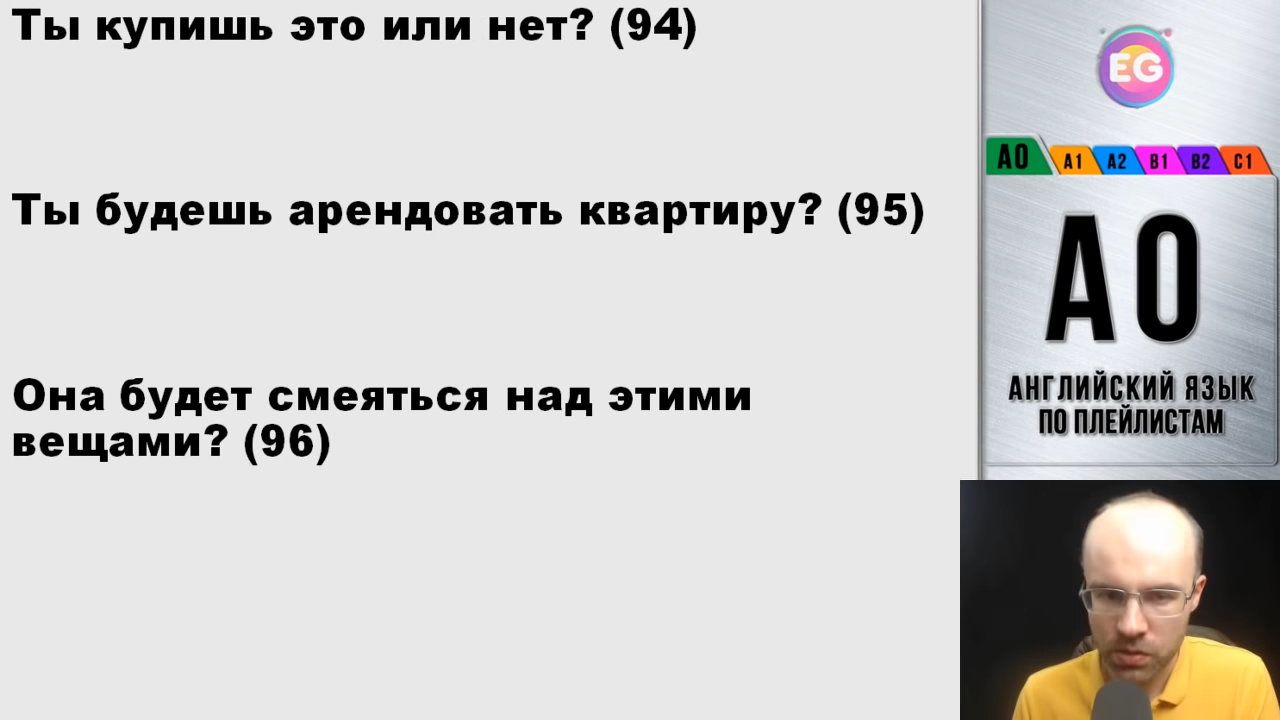 Ты купишь это или нет? (94)
Ты будешь арендовать квартиру? (95)
Она будет смеяться над этими
вещами? (96)
EG
A0 A1 A2 B1 B2 C1
A0
АНГЛИЙСКИЙ ЯЗЫК
ПО ПЛЕЙЛИСТАМ